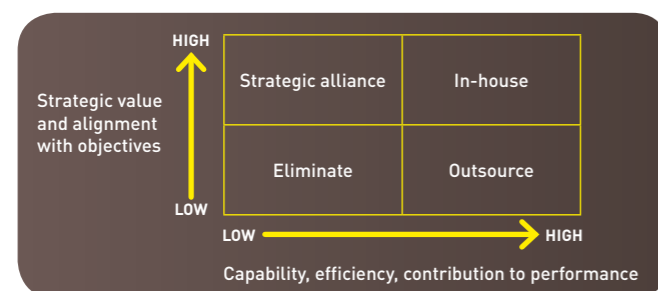 HIGH
Strategic alliance
In-house
Strategic value
and alignment
with objectives
Eliminate
Outsource
LOW
LOW
HIGH
Capability, efficiency, contribution to performance